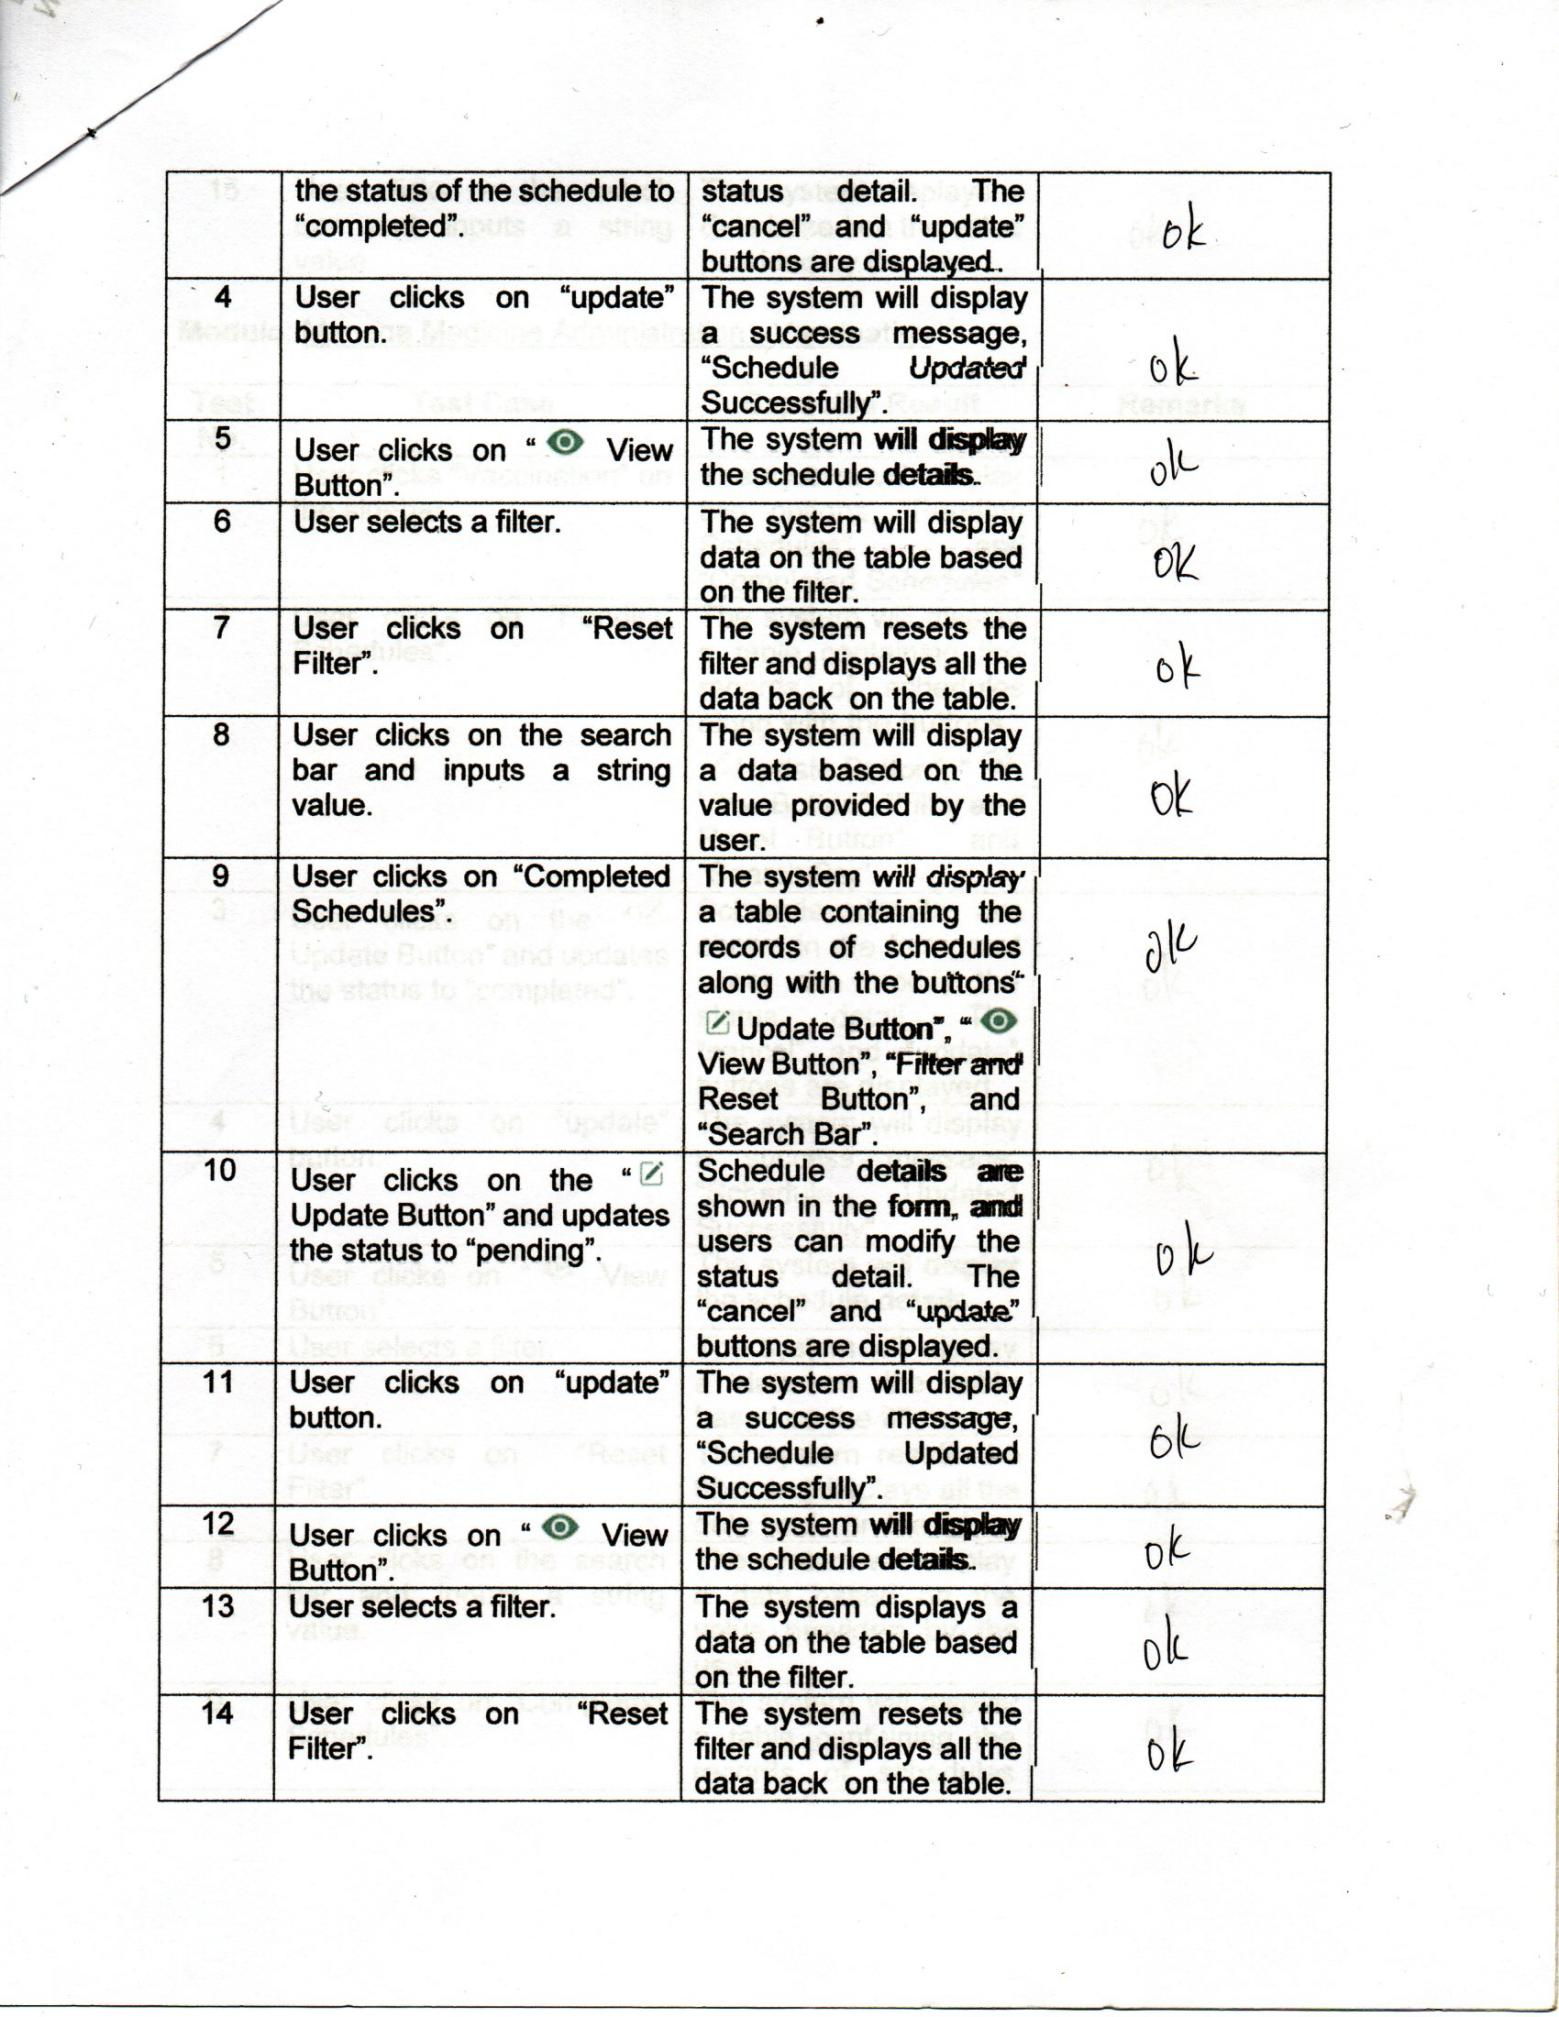 the status of the schedule to
“completed”.
status detail. The
“cancel” and “update”
buttons are displayed.
ok
4
User clicks on “update”
button.
The system will display
a success message,
“Schedule Updated
Successfully”.
ok
5
User clicks on “ View
Button”.
The system will display
the schedule details.
ok
6
User selects a filter.
The system will display
data on the table based
on the filter.
OK
7
User clicks on “Reset
Filter”.
The system resets the
filter and displays all the
data back on the table.
ok
8
User clicks on the search
bar and inputs a string
value.
The system will display
a data based on the
value provided by the
user.
OK
9
User clicks on “Completed
Schedules”
The system will display
a table containing the
records of schedules
along with the buttons“
Update Button”, “
View Button”, “Filter and
Reset Button”, and
“Search Bar”.
ok
10
User clicks on the “
Update Button” and updates
the status to “pending”.
Schedule details are
shown in the form, and
users can modify the
status detail. The
“cancel” and “update”
buttons are displayed.
ok
11
User clicks on “update”
button.
The system will display
a success message,
“Schedule Updated
Successfully”.
ok
12
User clicks on “ View
Button”.
The system will display
the schedule details.
ok
13
User selects a filter.
The system displays a
data on the table based
on the filter.
ok
14
User clicks on “Reset
Filter”.
The system resets the
filter and displays all the
data back on the table.
ok